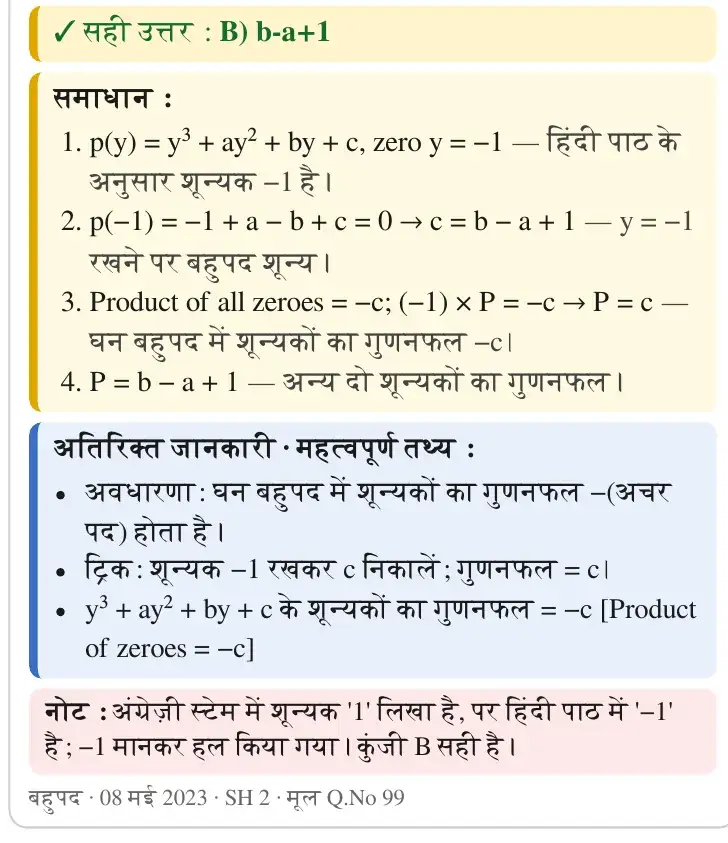 ✓ सही उत्तर : B) b-a+1
समाधान :
1. p(y) = y³ + ay² + by + c, zero y = −1 — हिंदी पाठ के
अनुसार शून्यक −1 है।
2. p(−1) = −1 + a − b + c = 0 → c = b − a + 1 — y = −1
रखने पर बहुपद शून्य।
3. Product of all zeroes = −c; (−1) × P = −c → P = c —
घन बहुपद में शून्यकों का गुणनफल −c।
4. P = b − a + 1 — अन्य दो शून्यकों का गुणनफल।
अतिरिक्त जानकारी · महत्वपूर्ण तथ्य :
• अवधारणा : घन बहुपद में शून्यकों का गुणनफल −(अचर
पद) होता है।
• ट्रिक : शून्यक −1 रखकर c निकालें ; गुणनफल = c।
• y³ + ay² + by + c के शून्यकों का गुणनफल = −c [Product
of zeroes = −c]
नोट : अंग्रेज़ी स्टेम में शून्यक '1' लिखा है, पर हिंदी पाठ में '−1'
है ; −1 मानकर हल किया गया। कुंजी B सही है।
बहुपद · 08 मई 2023 · SH 2 · मूल Q.No 99